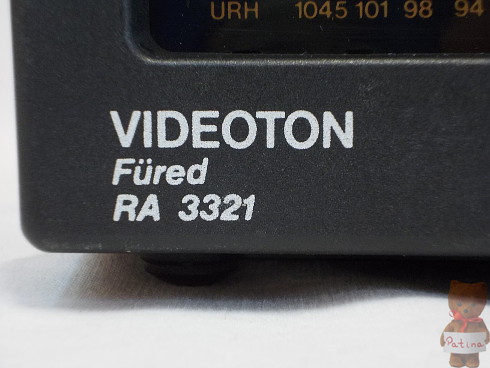 URH 104.5 101 98 94
VIDEOTON
Füred
RA 3321
Patina